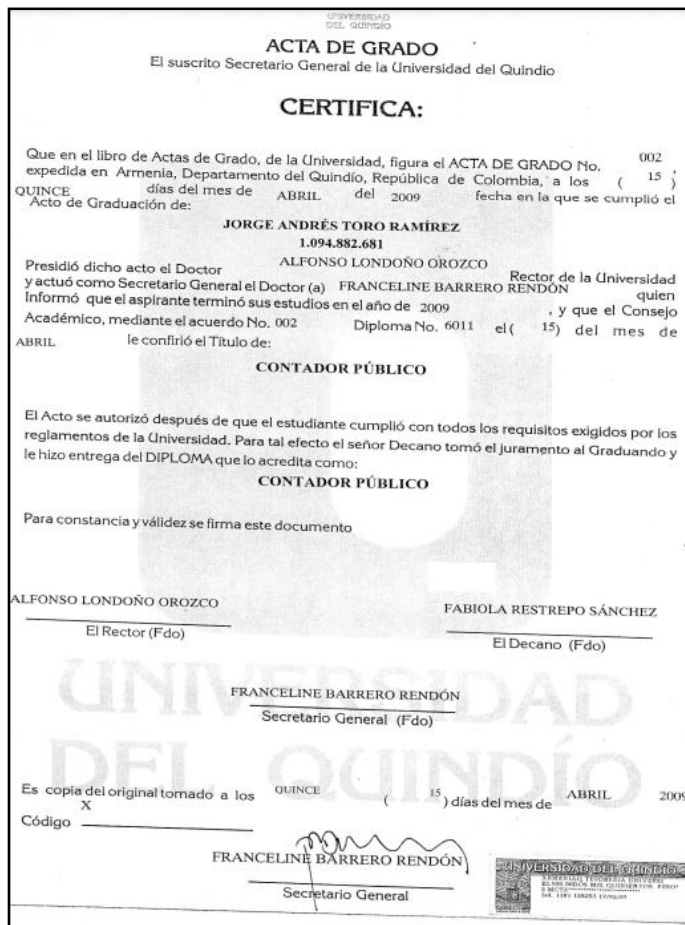 UNIVERSIDAD
DEL QUINDIO
ACTA DE GRADO
El suscrito Secretario General de la Universidad del Quindio
CERTIFICA:
Que en el libro de Actas de Grado, de la Universidad, figura el ACTA DE GRADO No. 002 ,
expedida en Armenia, Departamento del Quindío, República de Colombia, a los ( 15 )
QUINCE días del mes de ABRIL del 2009 fecha en la que se cumplió el
Acto de Graduación de:
JORGE ANDRÉS TORO RAMÍREZ
1.094.882.681
Presidió dicho acto el Doctor ALFONSO LONDOÑO OROZCO Rector de la Universidad
y actuó como Secretario General el Doctor (a) FRANCELINE BARRERO RENDÓN quien
Informó que el aspirante terminó sus estudios en el año de 2009 , y que el Consejo
Académico, mediante el acuerdo No. 002 Diploma No. 6011 el ( 15) del mes de
ABRIL le confirió el Título de:
CONTADOR PÚBLICO
El Acto se autorizó después de que el estudiante cumplió con todos los requisitos exigidos por los
reglamentos de la Universidad. Para tal efecto el señor Decano tomó el juramento al Graduando y
le hizo entrega del DIPLOMA que lo acredita como:
CONTADOR PÚBLICO
Para constancia y válidez se firma este documento
ALFONSO LONDOÑO OROZCO
El Rector (Fdo)
FABIOLA RESTREPO SÁNCHEZ
El Decano (Fdo)
UNIVERSIDAD
DEL QUINDÍO
FRANCELINE BARRERO RENDÓN
Secretario General (Fdo)
Es copia del original tomado a los QUINCE ( 15 ) días del mes de ABRIL 2009
X
Código
FRANCELINE BARRERO RENDÓN
Secretario General
UNIVERSIDAD DEL QUINDIO